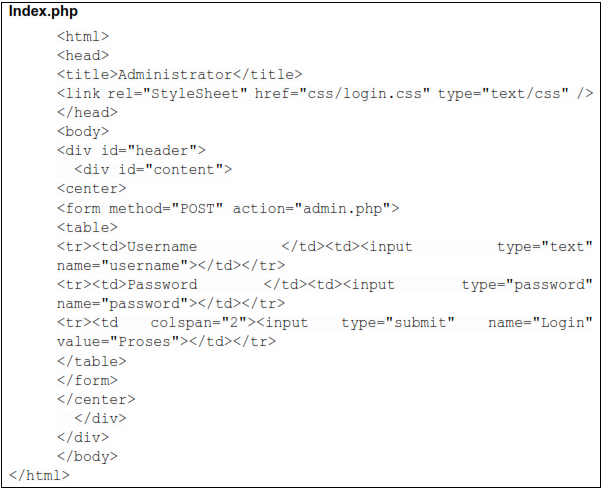 Index.php
<html>
<head>
<title>Administrator</title>
<link rel="StyleSheet" href="css/login.css" type="text/css" />
</head>
<body>
<div id="header">
<div id="content">
<center>
<form method="POST" action="admin.php">
<table>
<tr><td>Username </td><td><input type="text"
name="username"></td></tr>
<tr><td>Password </td><td><input type="password"
name="password"></td></tr>
<tr><td colspan="2"><input type="submit" name="Login"
value="Proses"></td></tr>
</table>
</form>
</center>
</div>
</div>
</body>
</html>